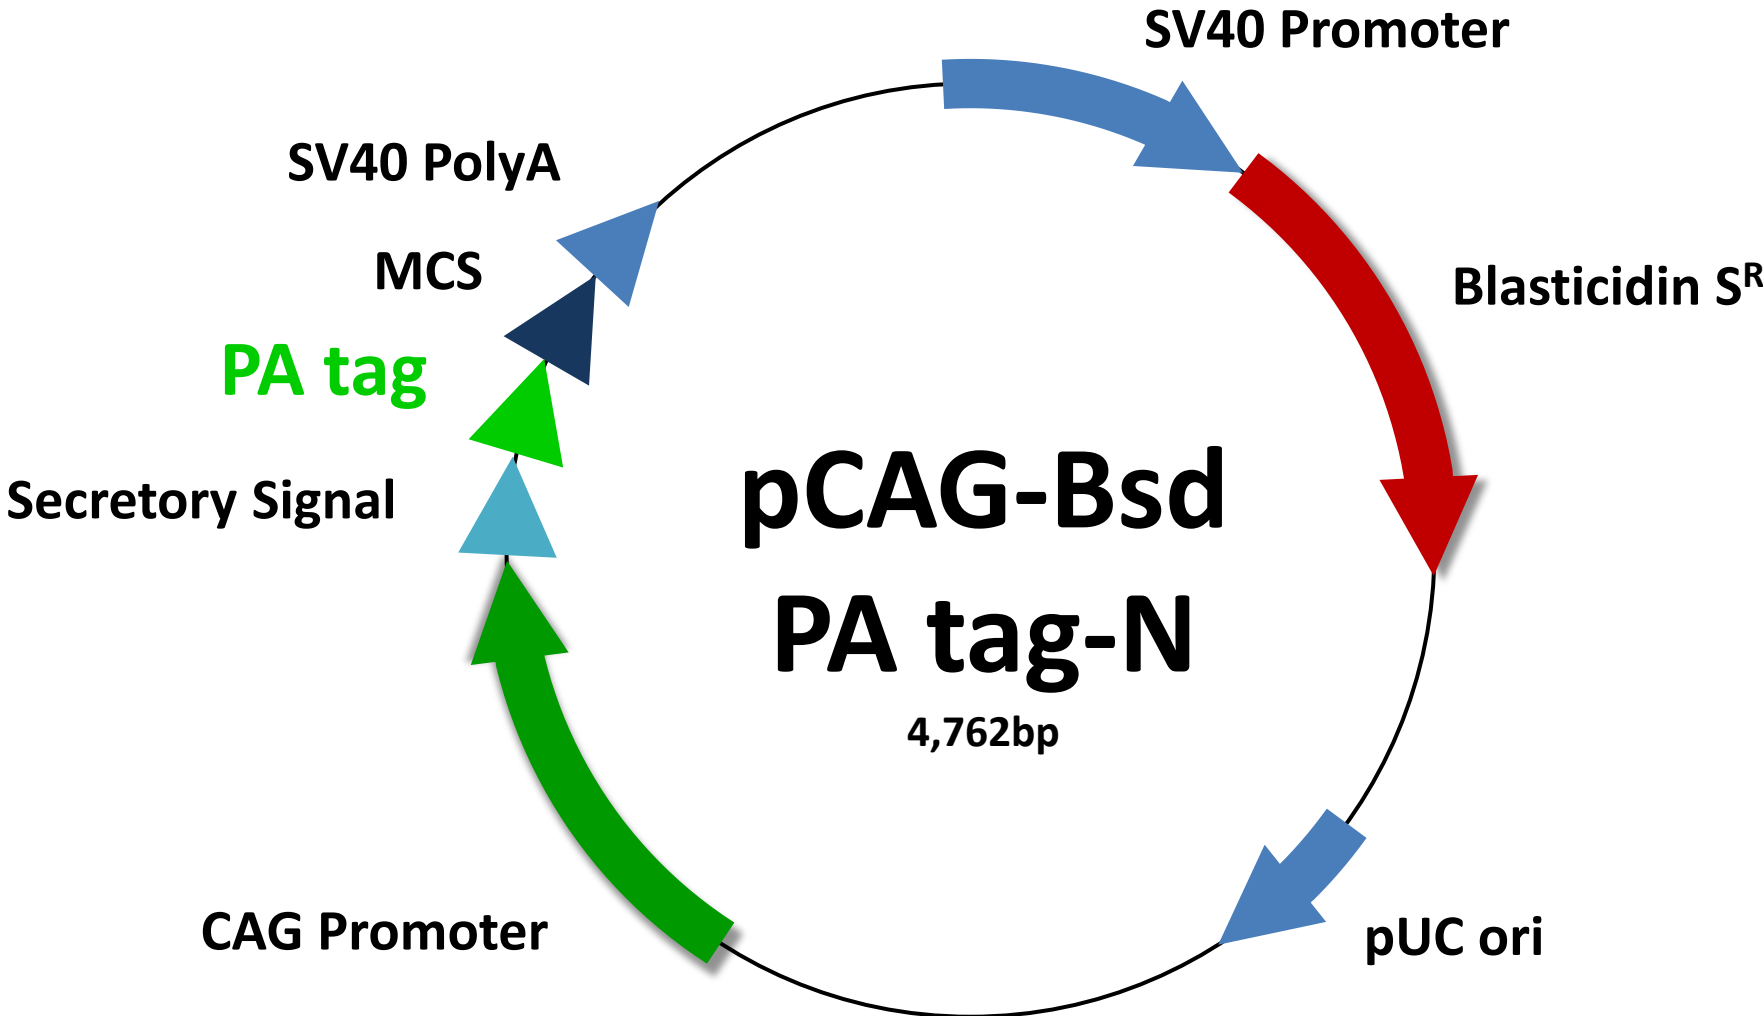 SV40 Promoter
SV40 PolyA
MCS
Blasticidin Sᴿ
PA tag
pCAG-Bsd
Secretory Signal
PA tag-N
4,762bp
CAG Promoter
pUC ori